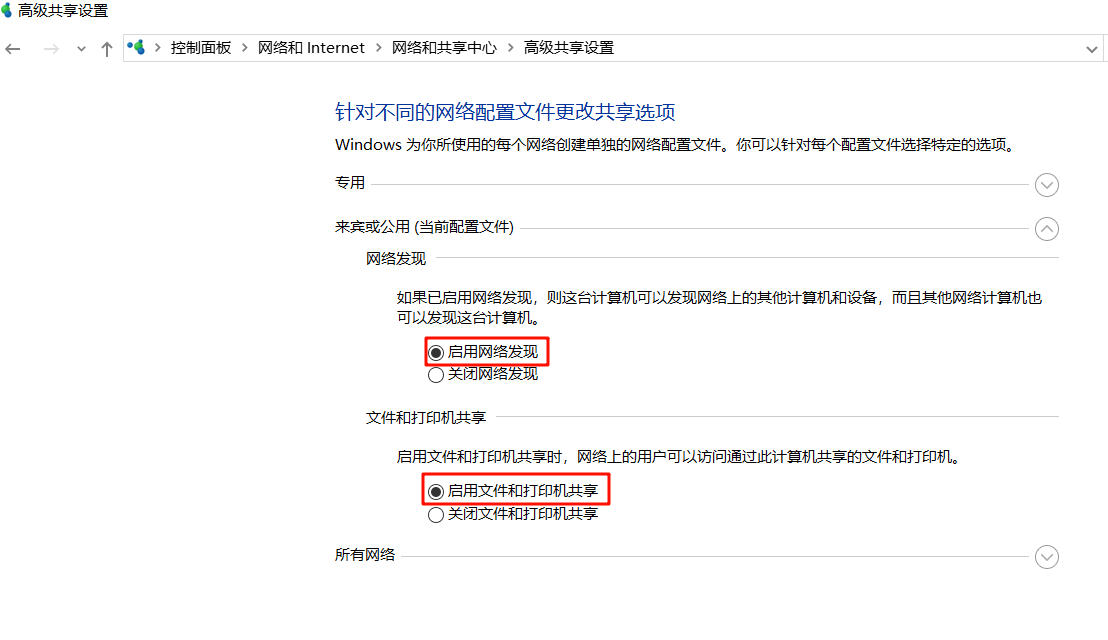 高级共享设置
控制面板 > 网络和 Internet > 网络和共享中心 > 高级共享设置
针对不同的网络配置文件更改共享选项
Windows 为你所使用的每个网络创建单独的网络配置文件。你可以针对每个配置文件选择特定的选项。
专用
来宾或公用 (当前配置文件)
网络发现
如果已启用网络发现，则这台计算机可以发现网络上的其他计算机和设备，而且其他网络计算机也
可以发现这台计算机。
启用网络发现
关闭网络发现
文件和打印机共享
启用文件和打印机共享时，网络上的用户可以访问通过此计算机共享的文件和打印机。
启用文件和打印机共享
关闭文件和打印机共享
所有网络